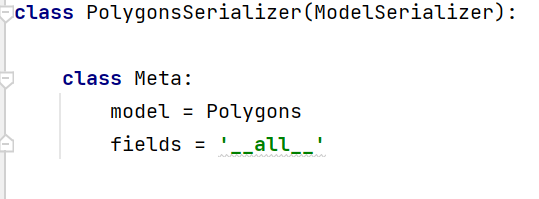 class PolygonsSerializer(ModelSerializer):
class Meta:
model = Polygons
fields = '__all__'